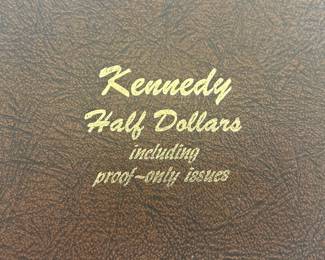 Kennedy
Half Dollars
including
proof-only issues